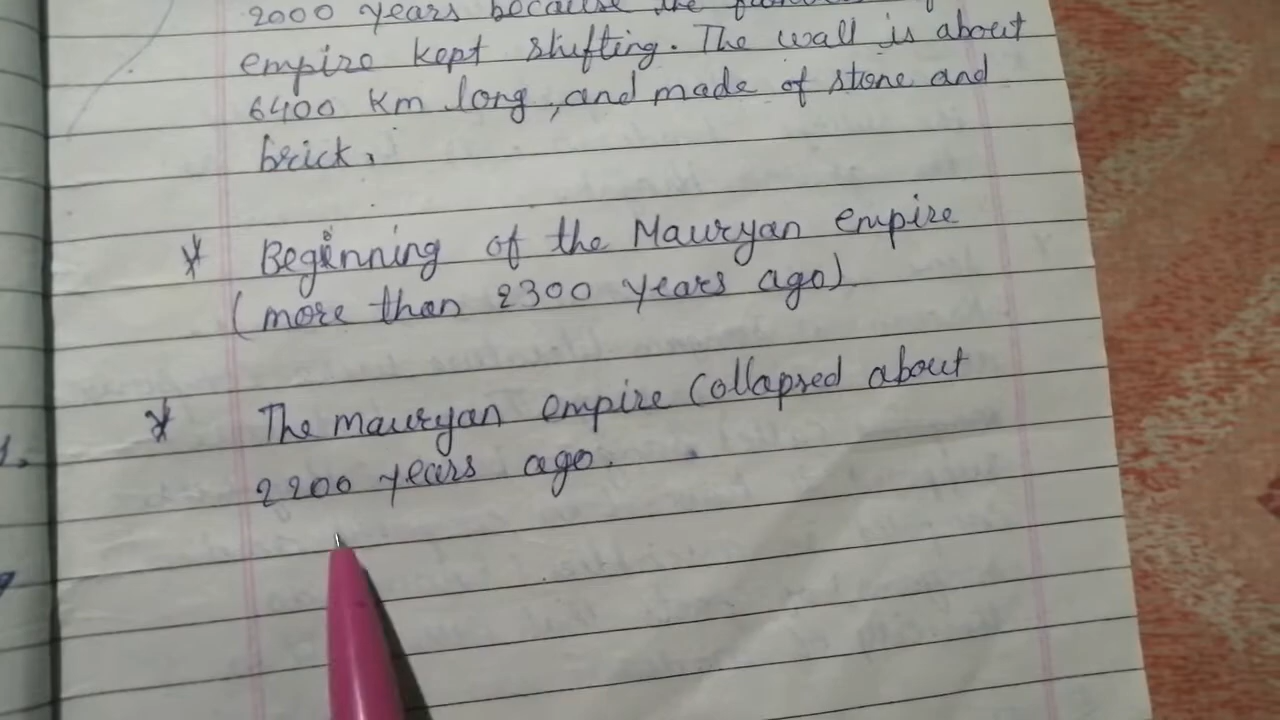 2000 years because the
empire kept shifting. The wall is about
6400 Km long, and made of stone and
brick.
* Beginning of the Mauryan empire
(more than 2300 years ago)
* The mauryan empire Collapsed about
2200 years ago.